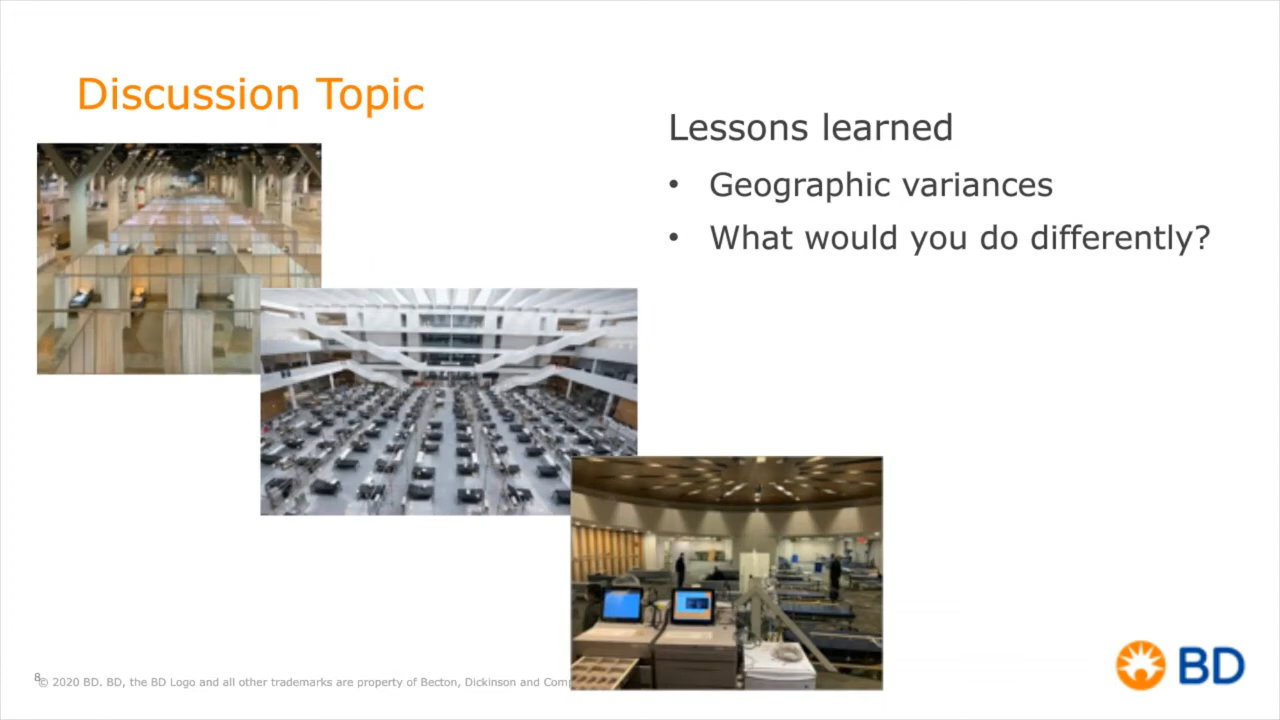 Discussion Topic
Lessons learned
• Geographic variances
• What would you do differently?
8
© 2020 BD. BD, the BD Logo and all other trademarks are property of Becton, Dickinson and
BD